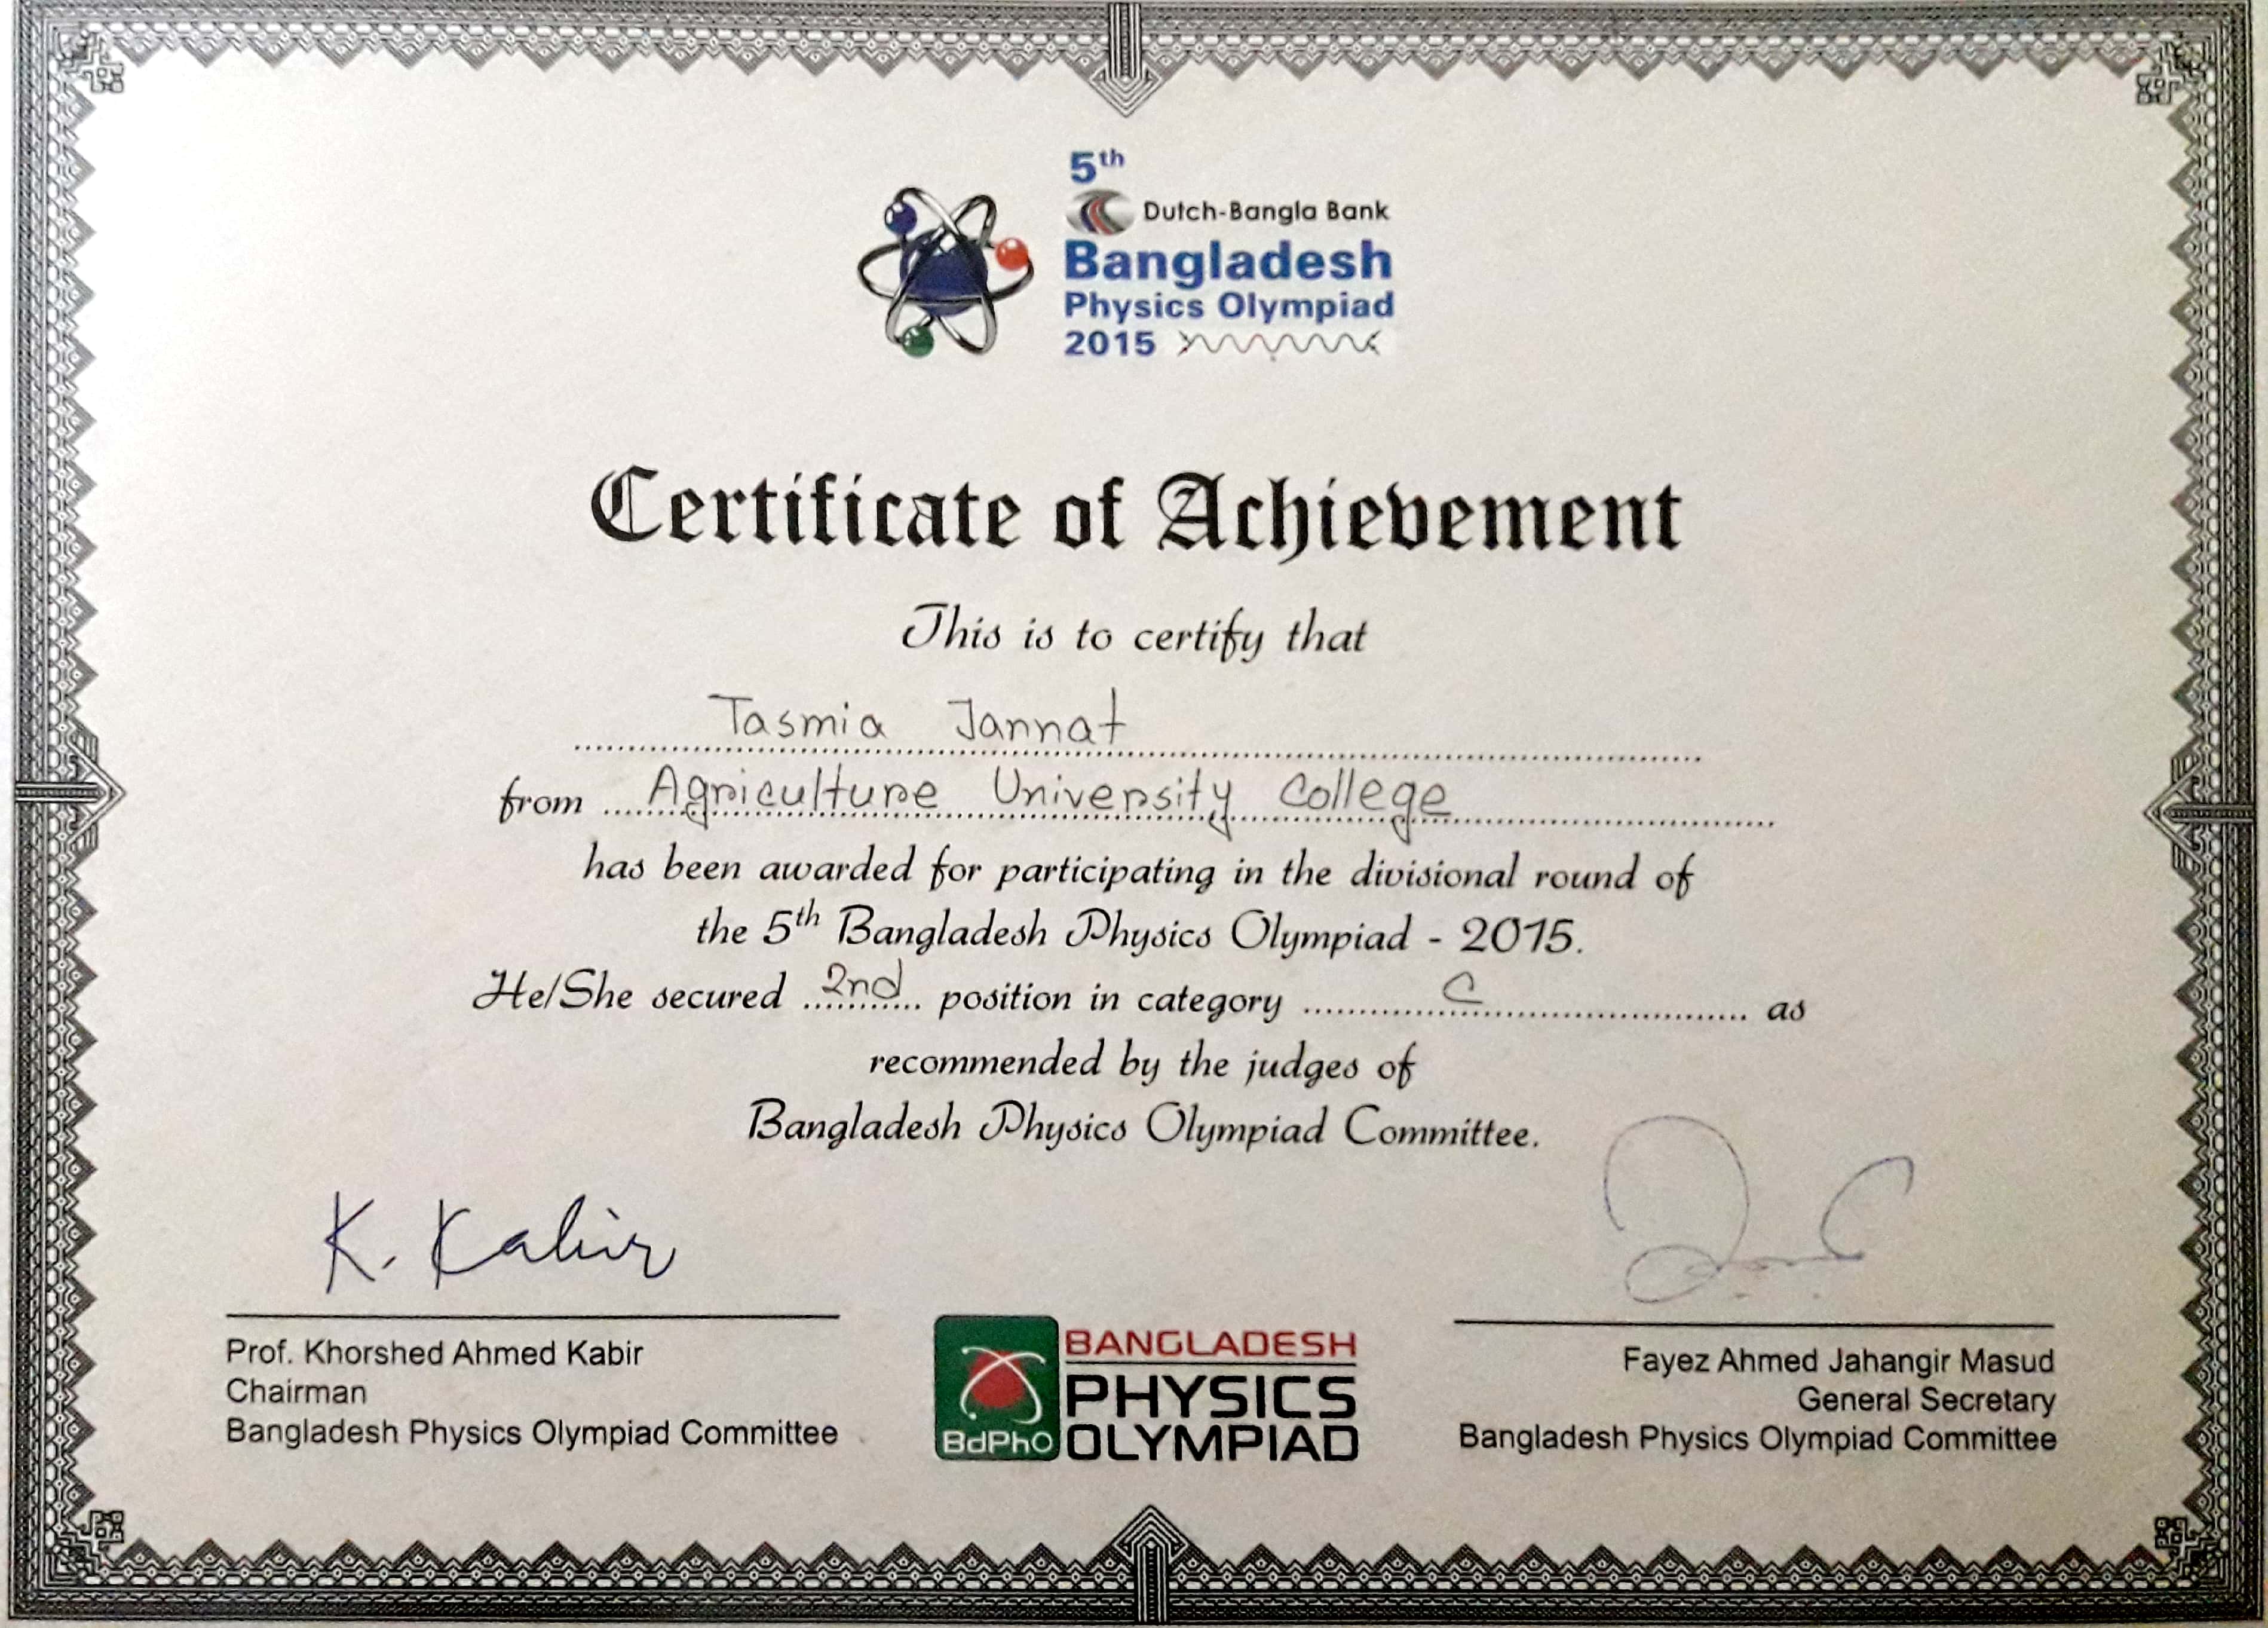 5th
Dutch-Bangla Bank
Bangladesh
Physics Olympiad
2015
Certificate of Achievement
This is to certify that
Tasmia Jannat
from Agriculture University College
has been awarded for participating in the divisional round of
the 5th Bangladesh Physics Olympiad - 2015.
He/She secured 2nd position in category C as
recommended by the judges of
Bangladesh Physics Olympiad Committee.
K. Kabir
Prof. Khorshed Ahmed Kabir
Chairman
Bangladesh Physics Olympiad Committee
BdPhO
BANGLADESH
PHYSICS
OLYMPIAD
Fayez Ahmed Jahangir Masud
General Secretary
Bangladesh Physics Olympiad Committee